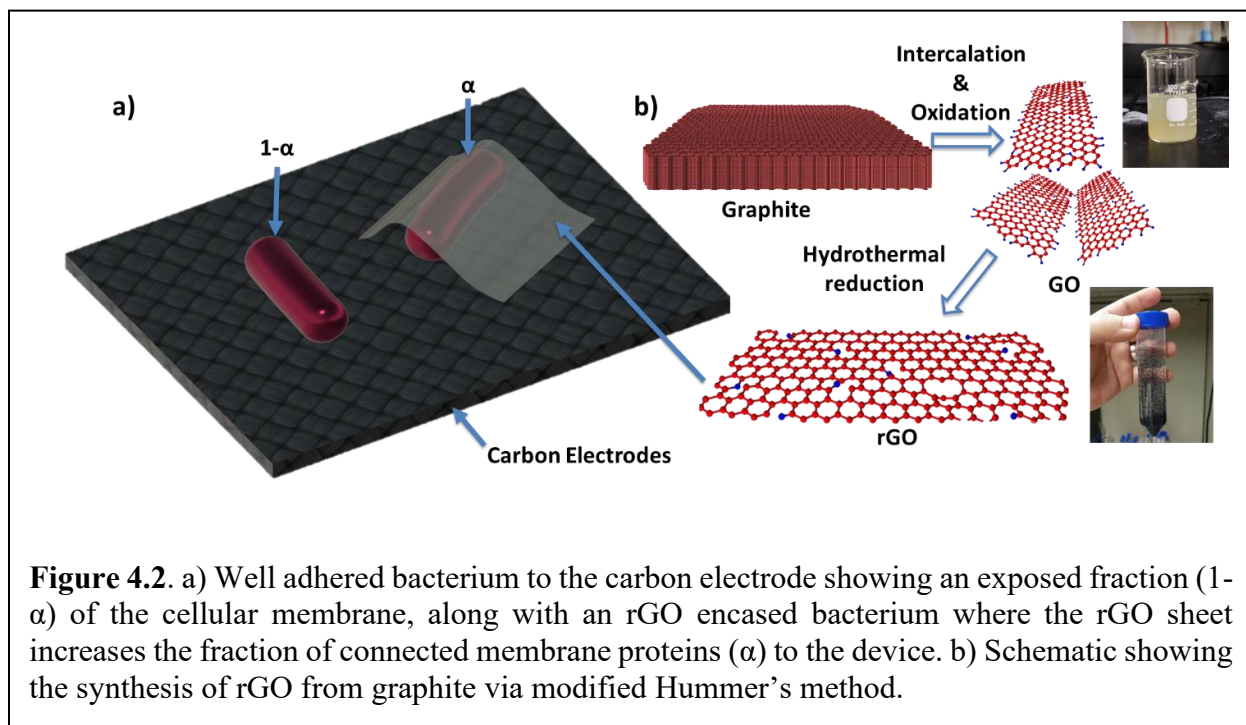 a)
1-α
α
Carbon Electrodes
b)
Graphite
Intercalation
&
Oxidation
GO
Hydrothermal
reduction
rGO
Figure 4.2. a) Well adhered bacterium to the carbon electrode showing an exposed fraction (1-
α) of the cellular membrane, along with an rGO encased bacterium where the rGO sheet
increases the fraction of connected membrane proteins (α) to the device. b) Schematic showing
the synthesis of rGO from graphite via modified Hummer’s method.